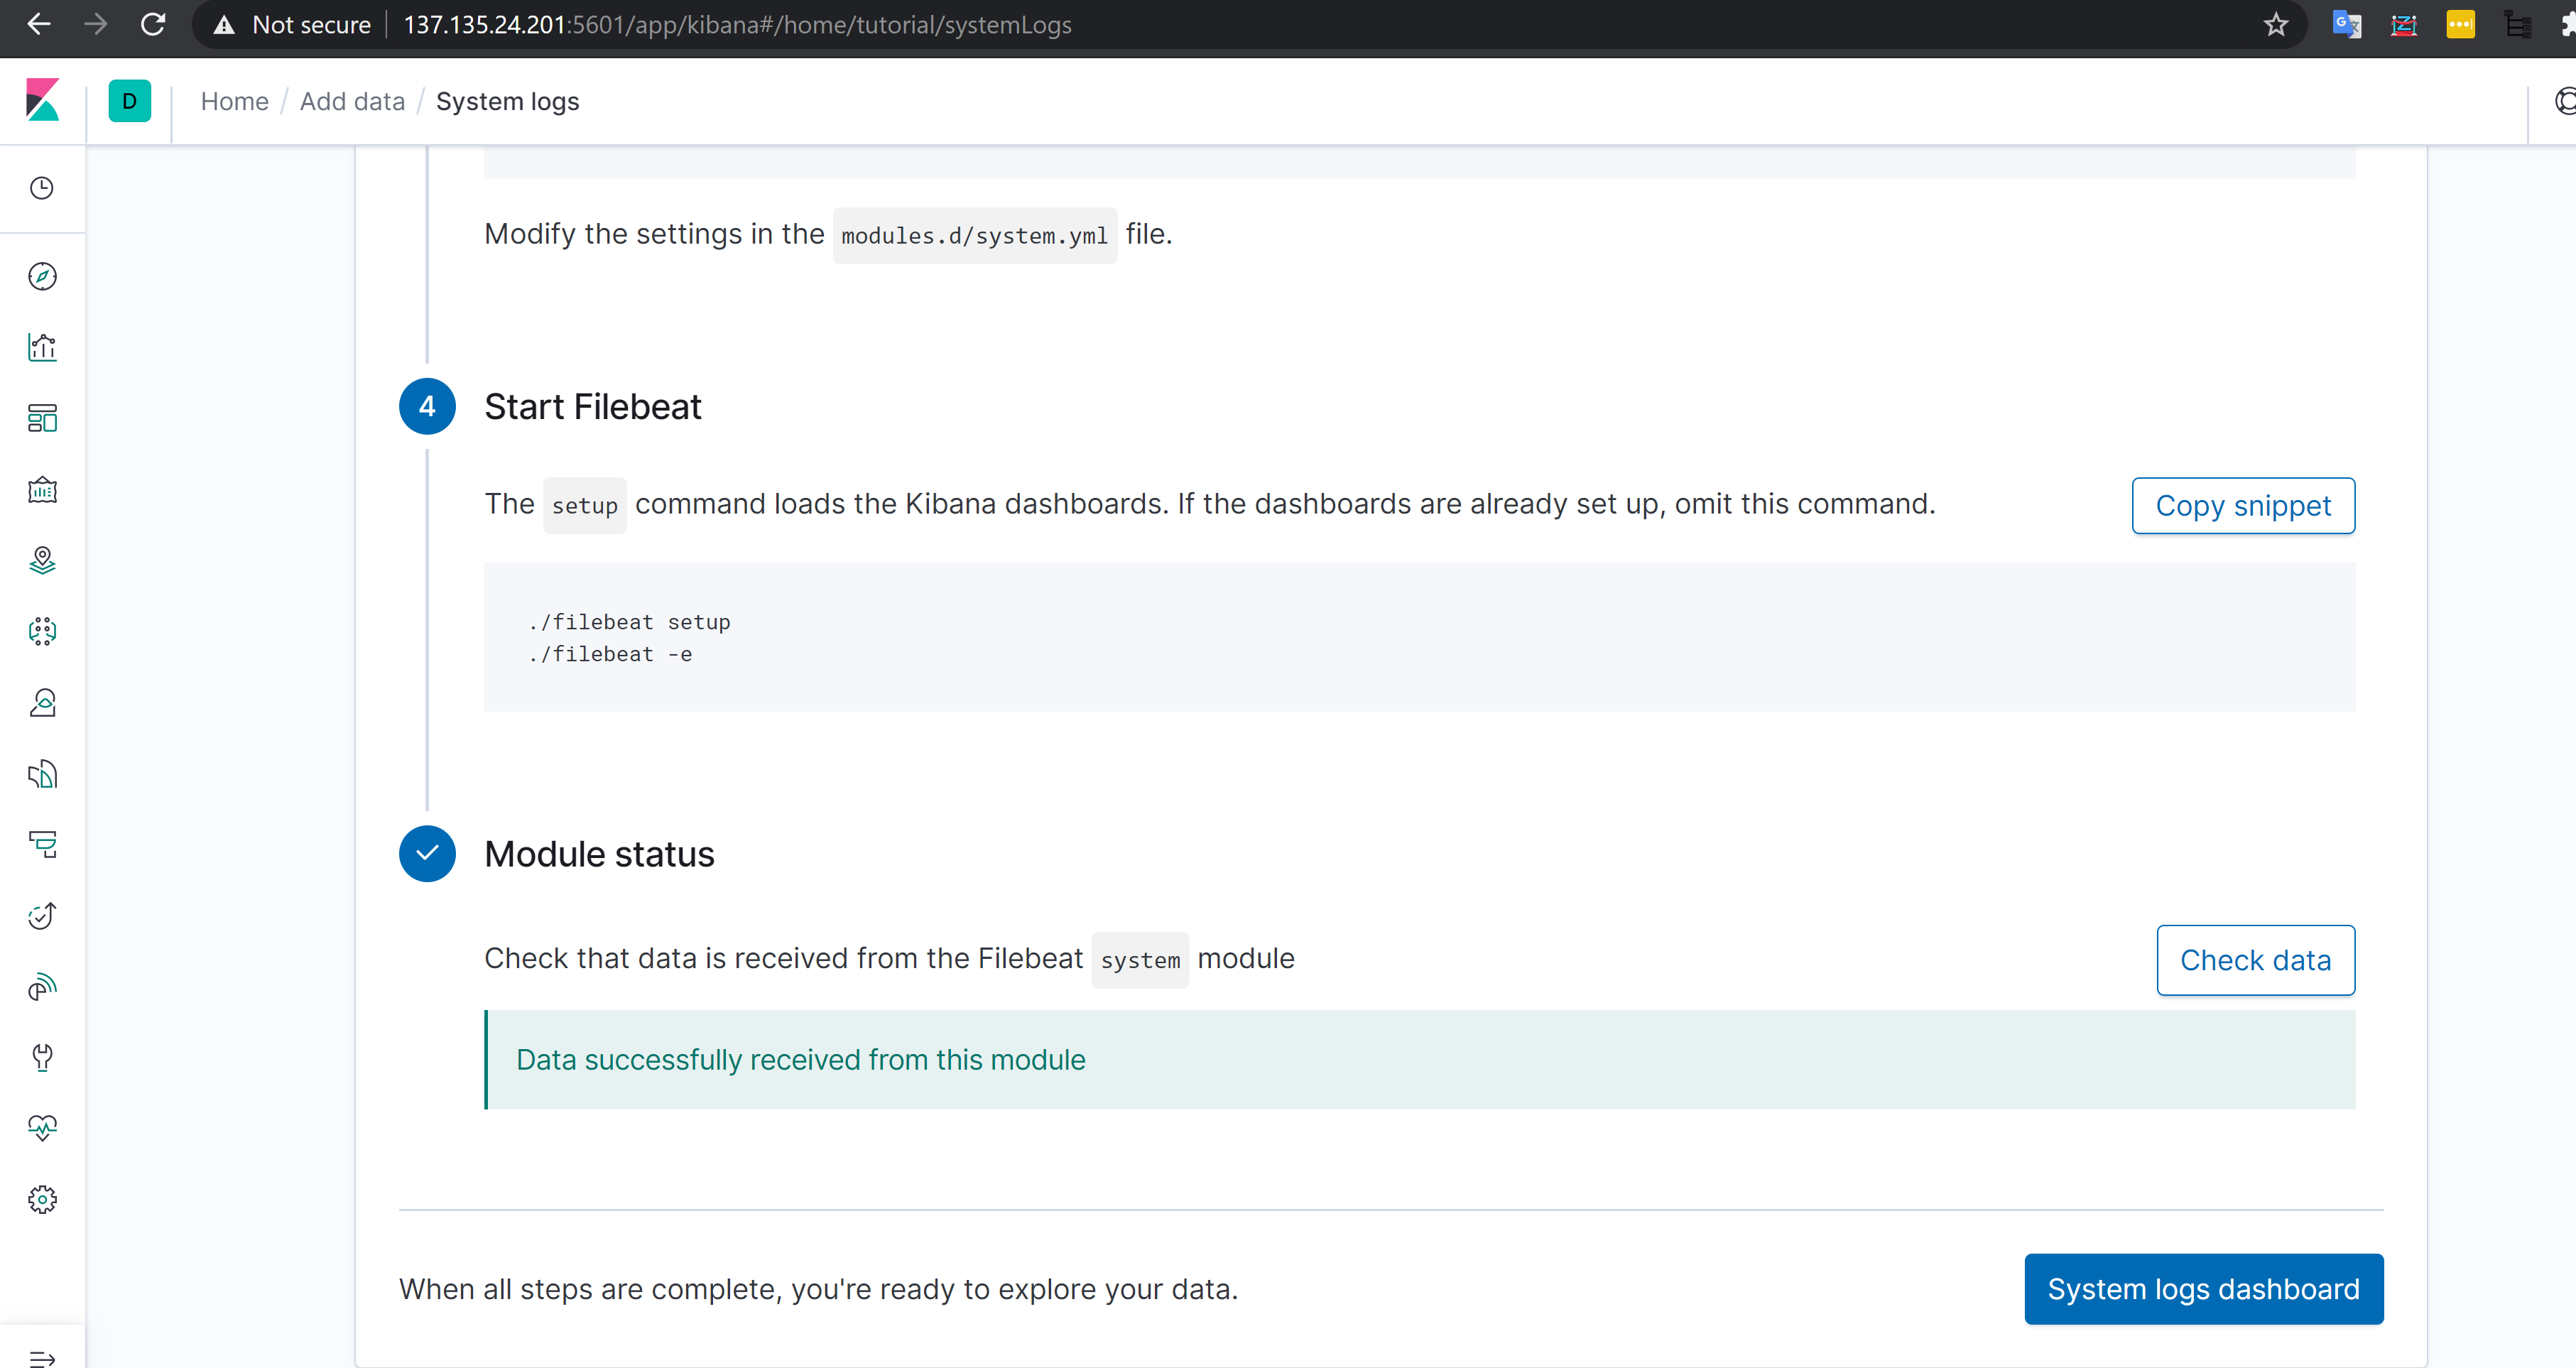 Not secure 137.135.24.201:5601/app/kibana#/home/tutorial/systemLogs
D Home / Add data / System logs
Modify the settings in the modules.d/system.yml file.
4 Start Filebeat
The setup command loads the Kibana dashboards. If the dashboards are already set up, omit this command. Copy snippet
./filebeat setup
./filebeat -e
Module status
Check that data is received from the Filebeat system module Check data
Data successfully received from this module
When all steps are complete, you're ready to explore your data. System logs dashboard